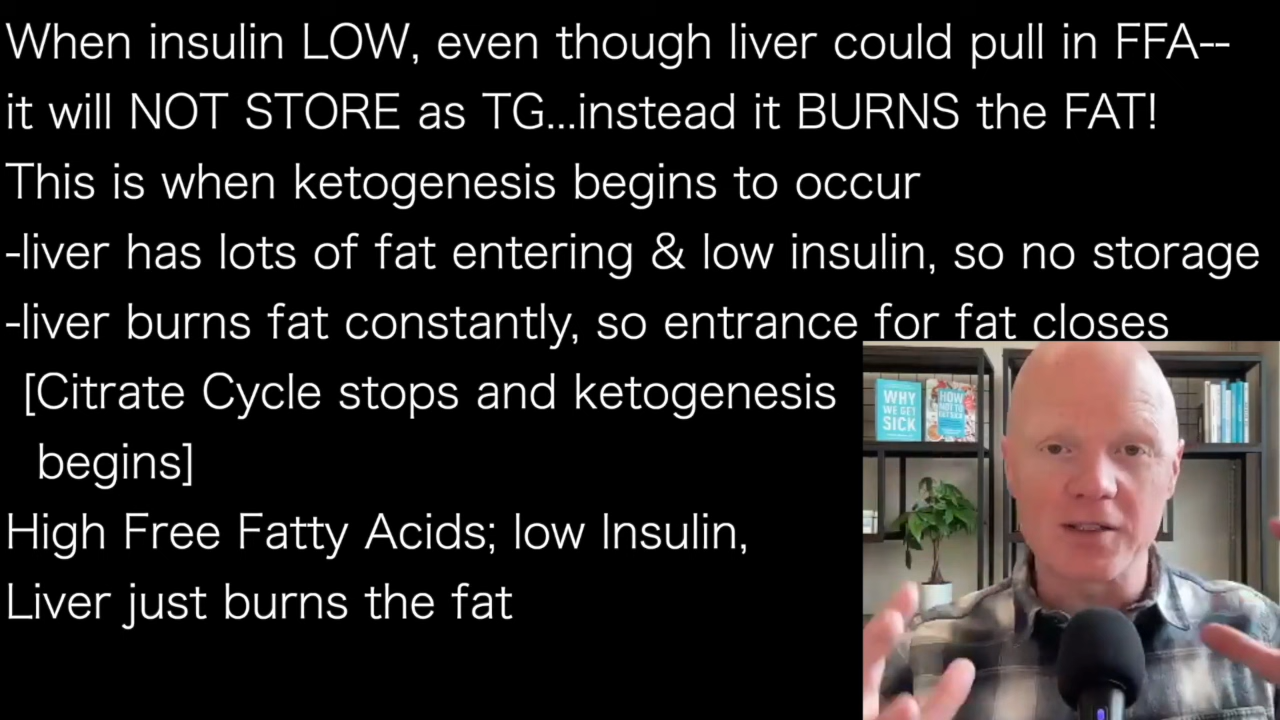 When insulin LOW, even though liver could pull in FFA--
it will NOT STORE as TG...instead it BURNS the FAT!
This is when ketogenesis begins to occur
-liver has lots of fat entering & low insulin, so no storage
-liver burns fat constantly, so entrance for fat closes
[Citrate Cycle stops and ketogenesis
begins]
High Free Fatty Acids; low Insulin,
Liver just burns the fat
WHY
WE GET
SICK
HOW
NOT TO